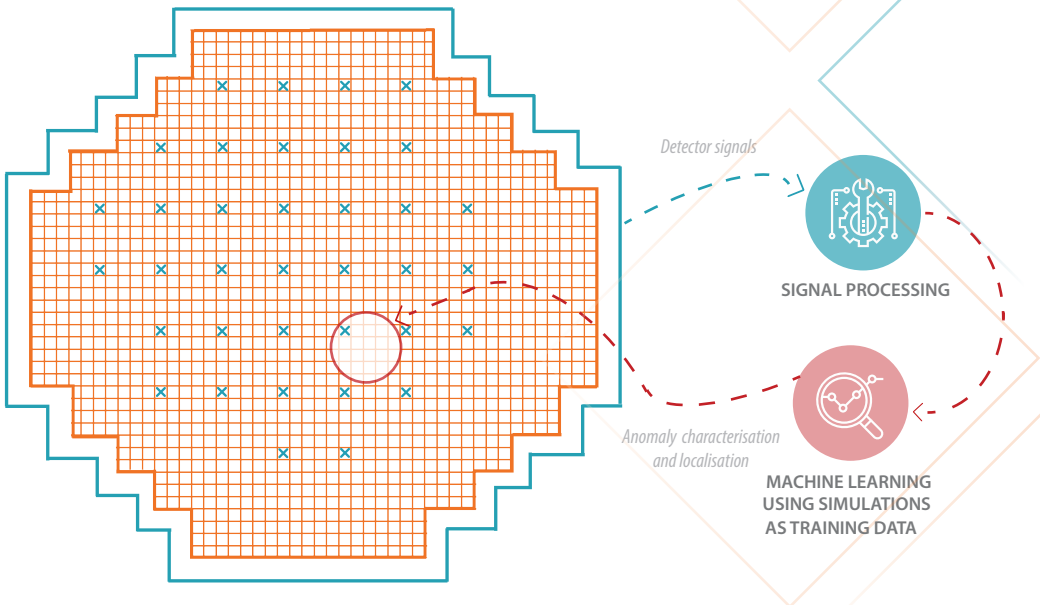 Detector signals
SIGNAL PROCESSING
Anomaly characterisation
and localisation
MACHINE LEARNING
USING SIMULATIONS
AS TRAINING DATA